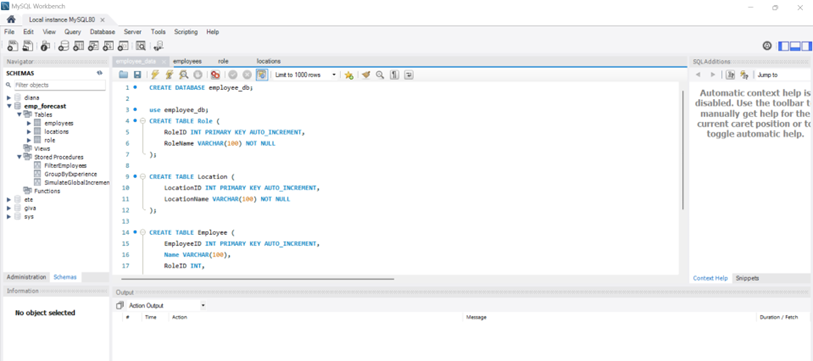 MySQL Workbench
Local instance MySQL80
File Edit View Query Database Server Tools Scripting Help
Navigator
SCHEMAS
Filter objects
diana
emp_forecast
Tables
employees
locations
role
Views
Stored Procedures
FilterEmployees
GroupByExperience
SimulateGlobalIncremen
Functions
ete
giva
sys
Administration Schemas
Information
No object selected
employee_data employees role locations
Limit to 1000 rows
1 CREATE DATABASE employee_db;
2
3 use employee_db;
4 CREATE TABLE Role (
5 RoleID INT PRIMARY KEY AUTO_INCREMENT,
6 RoleName VARCHAR(100) NOT NULL
7 );
8
9 CREATE TABLE Location (
10 LocationID INT PRIMARY KEY AUTO_INCREMENT,
11 LocationName VARCHAR(100) NOT NULL
12 );
13
14 CREATE TABLE Employee (
15 EmployeeID INT PRIMARY KEY AUTO_INCREMENT,
16 Name VARCHAR(100),
17 RoleID INT,
SQLAdditions
Jump to
Automatic context help is
disabled. Use the toolbar t
manually get help for the
current caret position or to
toggle automatic help.
Context Help Snippets
Output
Action Output
# Time Action Message Duration / Fetch